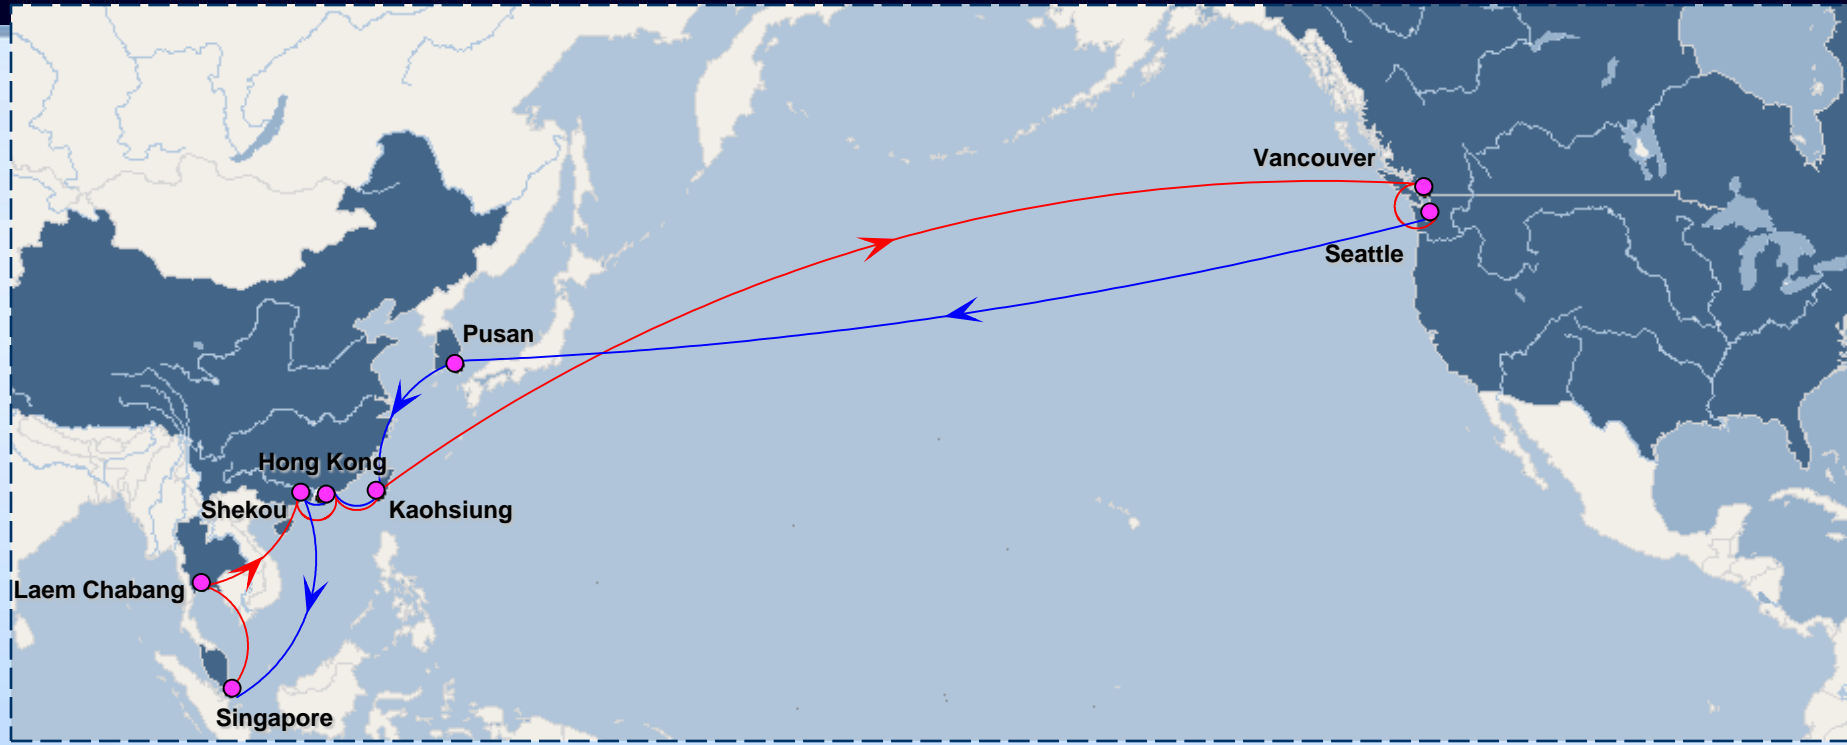 Vancouver
Seattle
Pusan
Hong Kong
Shekou
Kaohsiung
Laem Chabang
Singapore